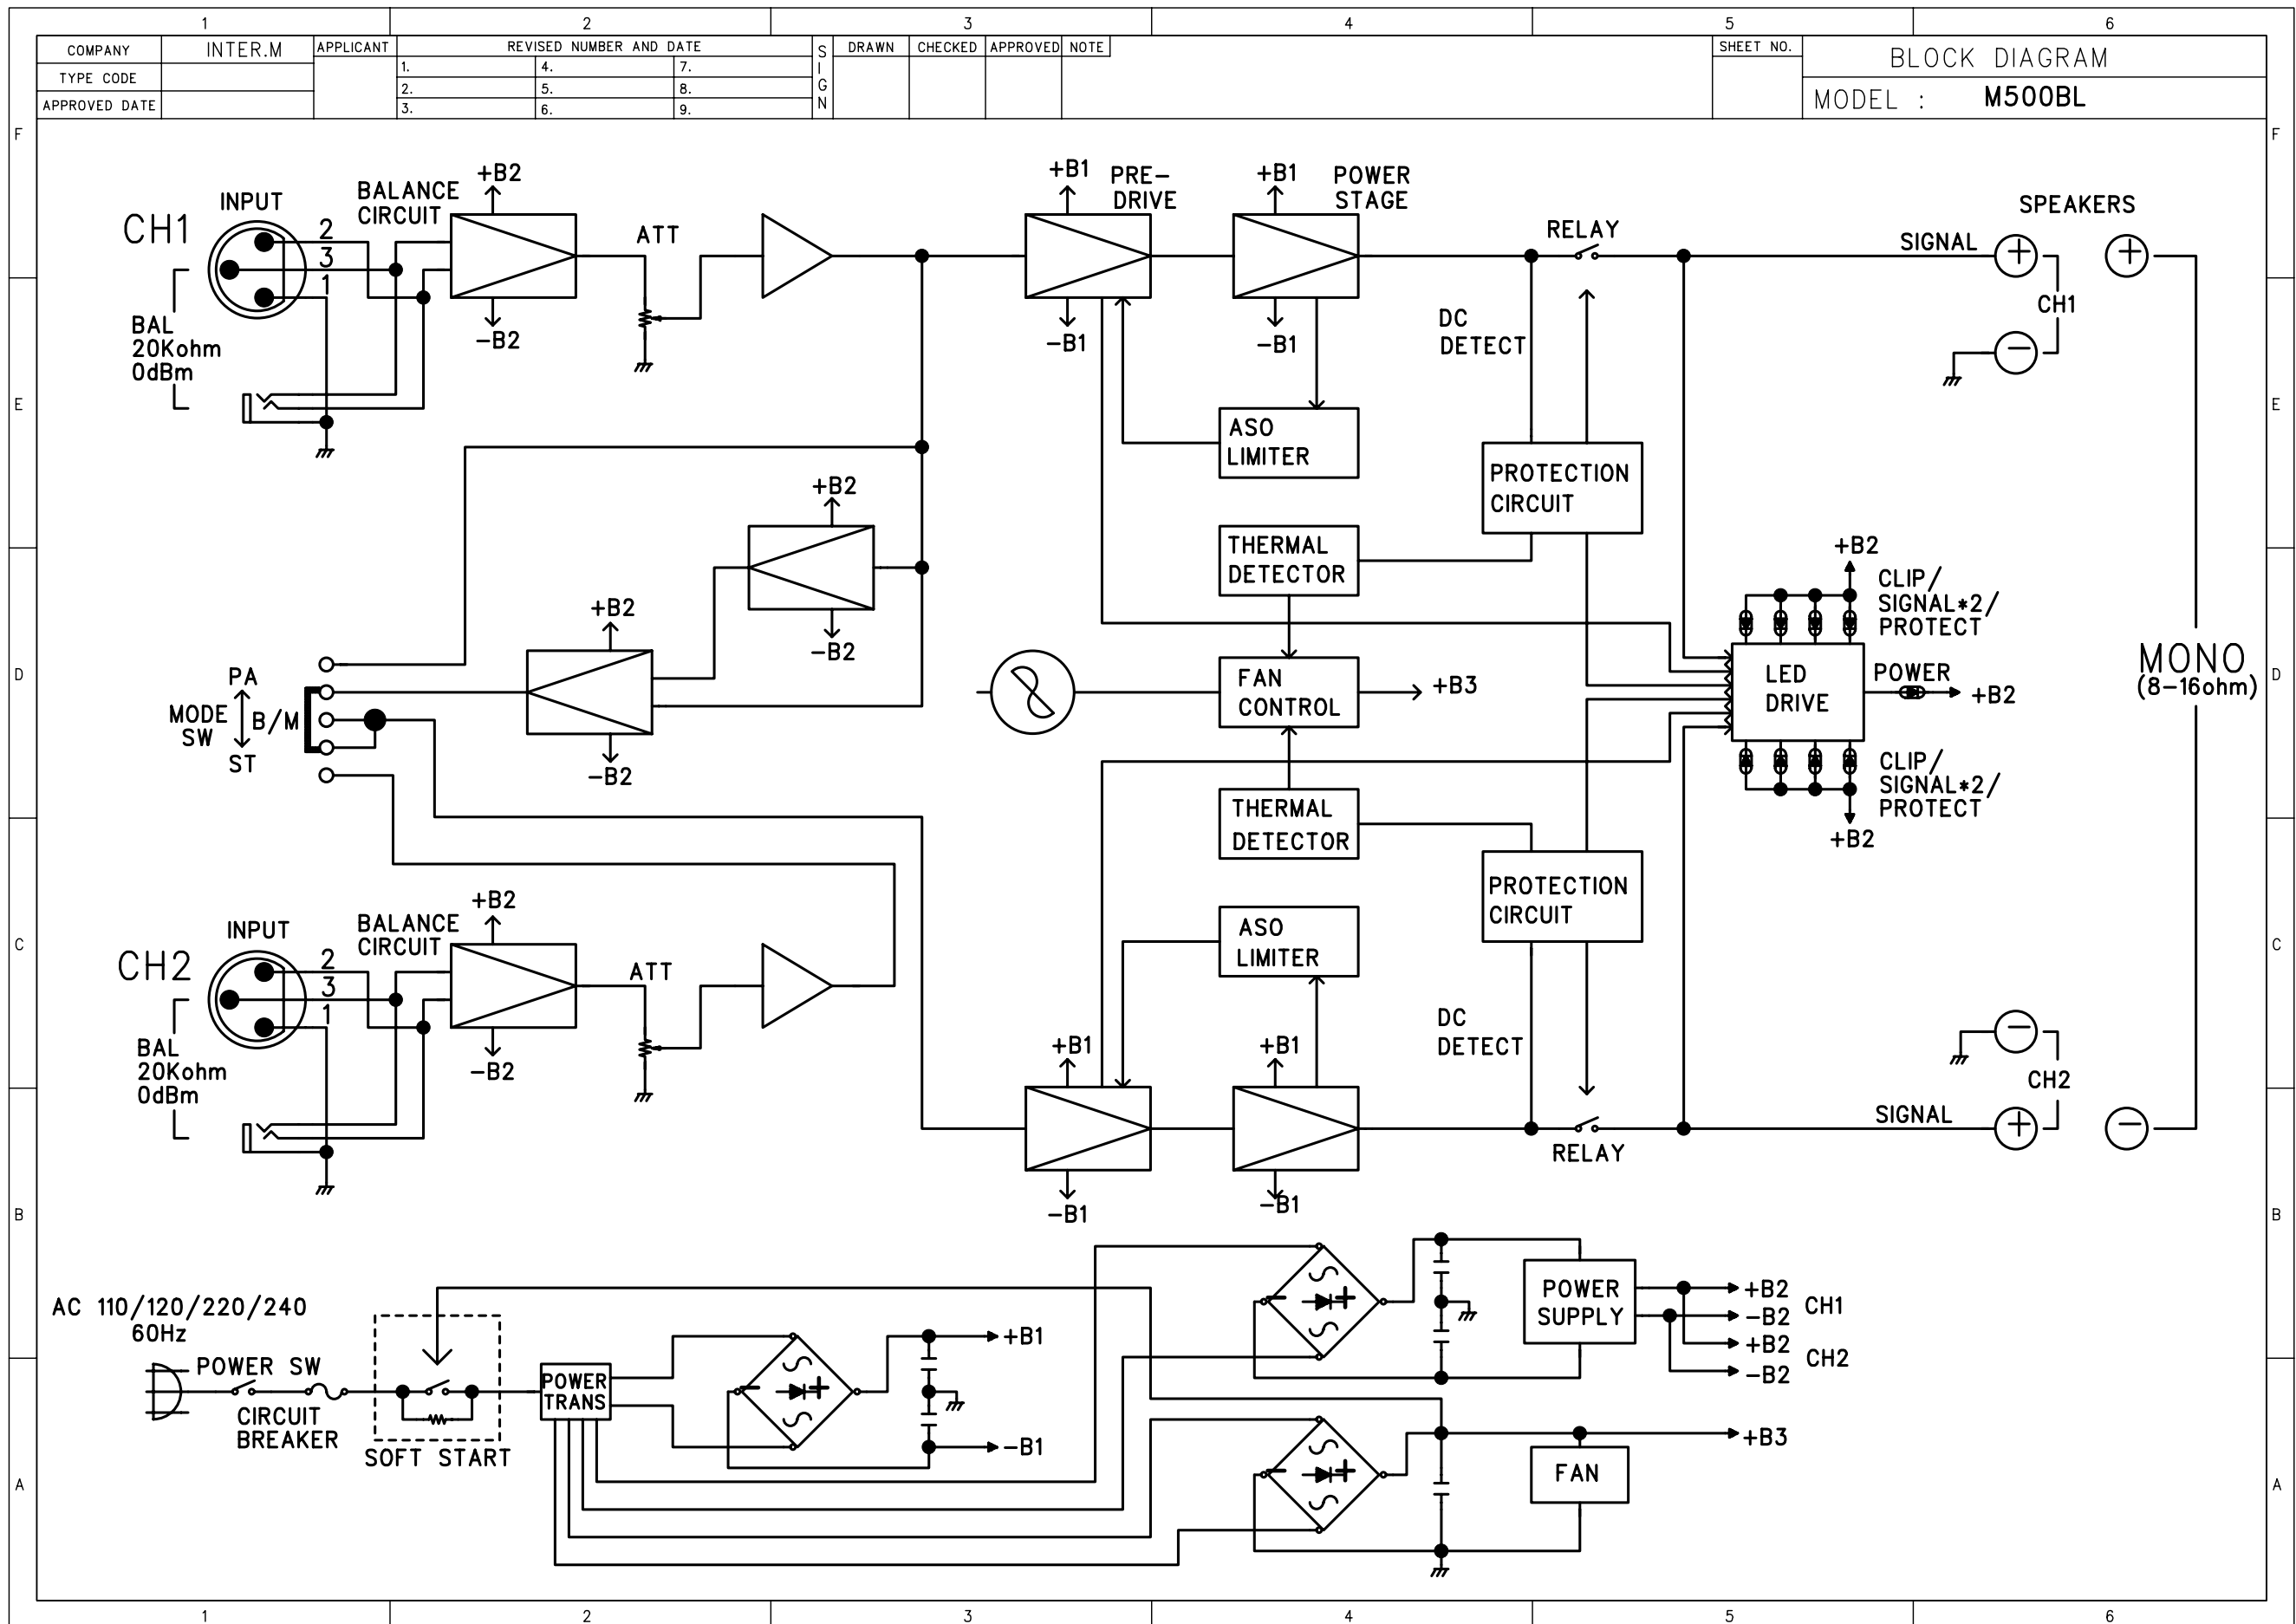 1 2 3 4 5 6
COMPANY INTER.M APPLICANT REVISED NUMBER AND DATE SIGN DRAWN CHECKED APPROVED NOTE SHEET NO. BLOCK DIAGRAM
TYPE CODE 1. 4. 7.
2. 5. 8.
APPROVED DATE 3. 6. 9.
MODEL : M500BL
F F
CH1
INPUT
2
3
1
BALANCE
CIRCUIT
+B2
-B2
ATT
+B1
PRE-
DRIVE
-B1
+B1
POWER
STAGE
-B1
RELAY
SIGNAL
SPEAKERS
+ +
CH1
-
BAL
20Kohm
0dBm
DC
DETECT
E E
ASO
LIMITER
PROTECTION
CIRCUIT
+B2
-B2
THERMAL
DETECTOR
+B2
-B2
+B2
CLIP/
SIGNAL*2/
PROTECT
D D
PA
MODE
SW
B/M
ST
FAN
CONTROL
+B3
LED
DRIVE
POWER
+B2
MONO
(8-16ohm)
CLIP/
SIGNAL*2/
PROTECT
+B2
THERMAL
DETECTOR
PROTECTION
CIRCUIT
C C
CH2
INPUT
2
3
1
BALANCE
CIRCUIT
+B2
-B2
ATT
ASO
LIMITER
BAL
20Kohm
0dBm
DC
DETECT
+B1
-B1
+B1
-B1
RELAY
SIGNAL
-
CH2
+ -
B B
AC 110/120/220/240
60Hz
POWER SW
CIRCUIT
BREAKER
SOFT START
POWER
TRANS
- +
+B1
-B1
- +
POWER
SUPPLY
+B2
-B2
CH1
+B2
-B2
CH2
- +
+B3
FAN
A A
1 2 3 4 5 6